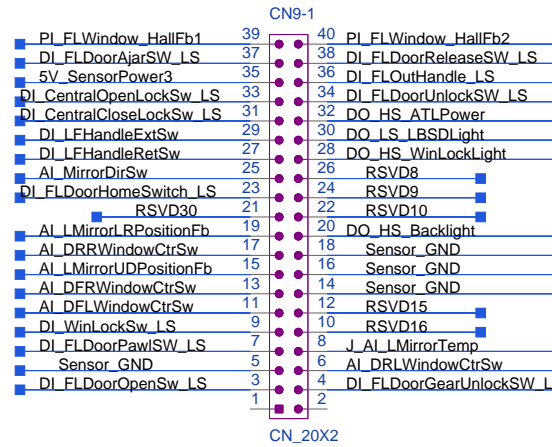 CN9-1
PI_FLWindow_HallFb1 39 40 PI_FLWindow_HallFb2
DI_FLDoorAjarSW_LS 37 38 DI_FLDoorReleaseSW_LS
5V_SensorPower3 35 36 DI_FLOutHandle_LS
DI_CentralOpenLockSw_LS 33 34 DI_FLDoorUnlockSW_LS
DI_CentralCloseLockSw_LS 31 32 DO_HS_ATLPower
DI_LFHandleExtSw 29 30 DO_LS_LBSDLight
DI_LFHandleRetSw 27 28 DO_HS_WinLockLight
AI_MirrorDirSw 25 26 RSVD8
DI_FLDoorHomeSwitch_LS 23 24 RSVD9
RSVD30 21 22 RSVD10
AI_LMirrorLRPositionFb 19 20 DO_HS_Backlight
AI_DRRWindowCtrSw 17 18 Sensor_GND
AI_LMirrorUDPositionFb 15 16 Sensor_GND
AI_DFRWindowCtrSw 13 14 Sensor_GND
AI_DFLWindowCtrSw 11 12 RSVD15
DI_WinLockSw_LS 9 10 RSVD16
DI_FLDoorPawlSW_LS 7 8 J_AI_LMirrorTemp
Sensor_GND 5 6 AI_DRLWindowCtrSw
DI_FLDoorOpenSw_LS 3 4 DI_FLDoorGearUnlockSW_L
1 2
CN_20X2